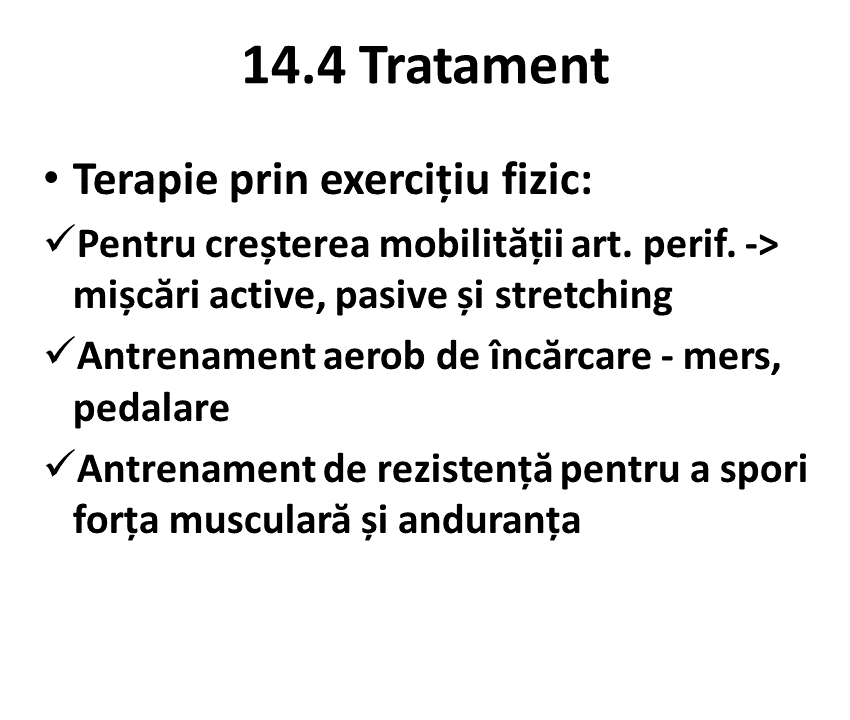 14.4 Tratament
• Terapie prin exercițiu fizic:
✓Pentru creșterea mobilității art. perif. ->
mișcări active, pasive și stretching
✓Antrenament aerob de încărcare - mers,
pedalare
✓Antrenament de rezistență pentru a spori
forța musculară și anduranța